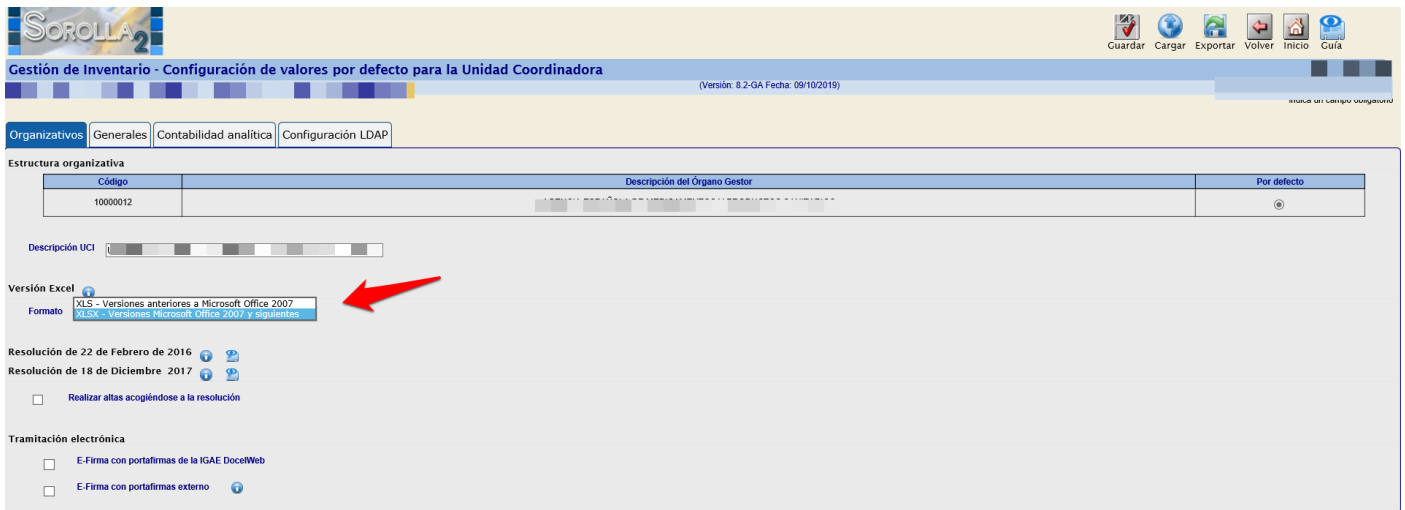 SOROLLA2
Guardar Cargar Exportar Volver Inicio Guía
Gestión de Inventario - Configuración de valores por defecto para la Unidad Coordinadora
(Versión: 8.2-GA Fecha: 09/10/2019)
Indica un campo obligatorio
Organizativos Generales Contabilidad analítica Configuración LDAP
Estructura organizativa
Código Descripción del Órgano Gestor Por defecto
10000012
Descripción UCI
Versión Excel
XLS - Versiones anteriores a Microsoft Office 2007
Formato XLSX - Versiones Microsoft Office 2007 y siguientes
Resolución de 22 de Febrero de 2016
Resolución de 18 de Diciembre 2017
Realizar altas acogiéndose a la resolución
Tramitación electrónica
E-Firma con portafirmas de la IGAE DocelWeb
E-Firma con portafirmas externo